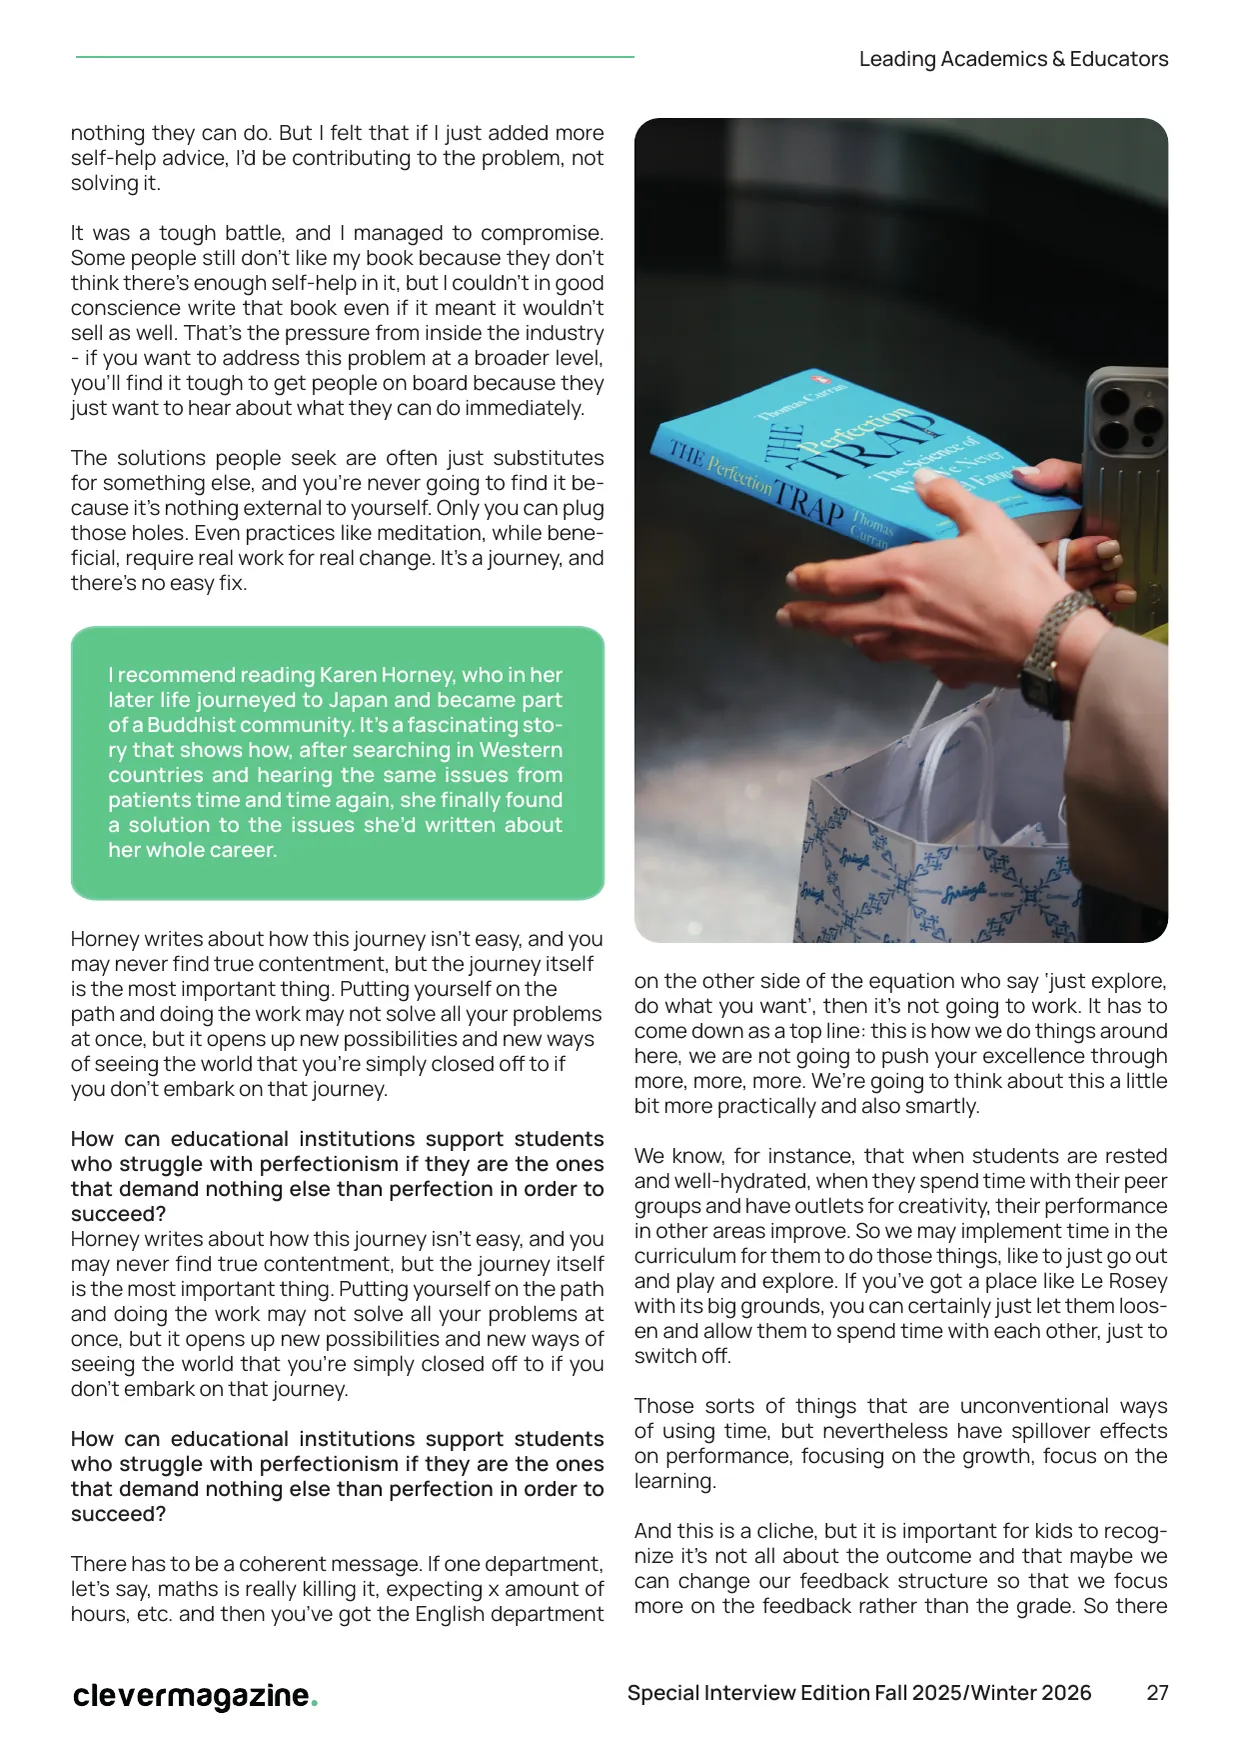 Leading Academics & Educators
nothing they can do. But I felt that if I just added more
self-help advice, I'd be contributing to the problem, not
solving it.
It was a tough battle, and I managed to compromise.
Some people still don't like my book because they don't
think there's enough self-help in it, but I couldn't in good
conscience write that book even if it meant it wouldn't
sell as well. That's the pressure from inside the industry
- if you want to address this problem at a broader level,
you'll find it tough to get people on board because they
just want to hear about what they can do immediately.
The solutions people seek are often just substitutes
for something else, and you're never going to find it be-
cause it's nothing external to yourself. Only you can plug
those holes. Even practices like meditation, while bene-
ficial, require real work for real change. It's a journey, and
there's no easy fix.
I recommend reading Karen Horney, who in her
later life journeyed to Japan and became part
of a Buddhist community. It's a fascinating sto-
ry that shows how, after searching in Western
countries and hearing the same issues from
patients time and time again, she finally found
a solution to the issues she'd written about
her whole career.
Horney writes about how this journey isn't easy, and you
may never find true contentment, but the journey itself
is the most important thing. Putting yourself on the
path and doing the work may not solve all your problems
at once, but it opens up new possibilities and new ways
of seeing the world that you're simply closed off to if
you don't embark on that journey.
How can educational institutions support students
who struggle with perfectionism if they are the ones
that demand nothing else than perfection in order to
succeed?
Horney writes about how this journey isn't easy, and you
may never find true contentment, but the journey itself
is the most important thing. Putting yourself on the path
and doing the work may not solve all your problems at
once, but it opens up new possibilities and new ways of
seeing the world that you're simply closed off to if you
don't embark on that journey.
How can educational institutions support students
who struggle with perfectionism if they are the ones
that demand nothing else than perfection in order to
succeed?
There has to be a coherent message. If one department,
let's say, maths is really killing it, expecting x amount of
hours, etc. and then you've got the English department
Thomas Curran
THE
Perfection
TRAP
The Science of
Never
THE Perfection TRAP
Thomas
Curran
Sprüngli
Sprüngli
Sprüngli
on the other side of the equation who say 'just explore,
do what you want', then it's not going to work. It has to
come down as a top line: this is how we do things around
here, we are not going to push your excellence through
more, more, more. We're going to think about this a little
bit more practically and also smartly.
We know, for instance, that when students are rested
and well-hydrated, when they spend time with their peer
groups and have outlets for creativity, their performance
in other areas improve. So we may implement time in the
curriculum for them to do those things, like to just go out
and play and explore. If you've got a place like Le Rosey
with its big grounds, you can certainly just let them loos-
en and allow them to spend time with each other, just to
switch off.
Those sorts of things that are unconventional ways
of using time, but nevertheless have spillover effects
on performance, focusing on the growth, focus on the
learning.
And this is a cliche, but it is important for kids to recog-
nize it's not all about the outcome and that maybe we
can change our feedback structure so that we focus
more on the feedback rather than the grade. So there
clevermagazine.
Special Interview Edition Fall 2025/Winter 2026
27